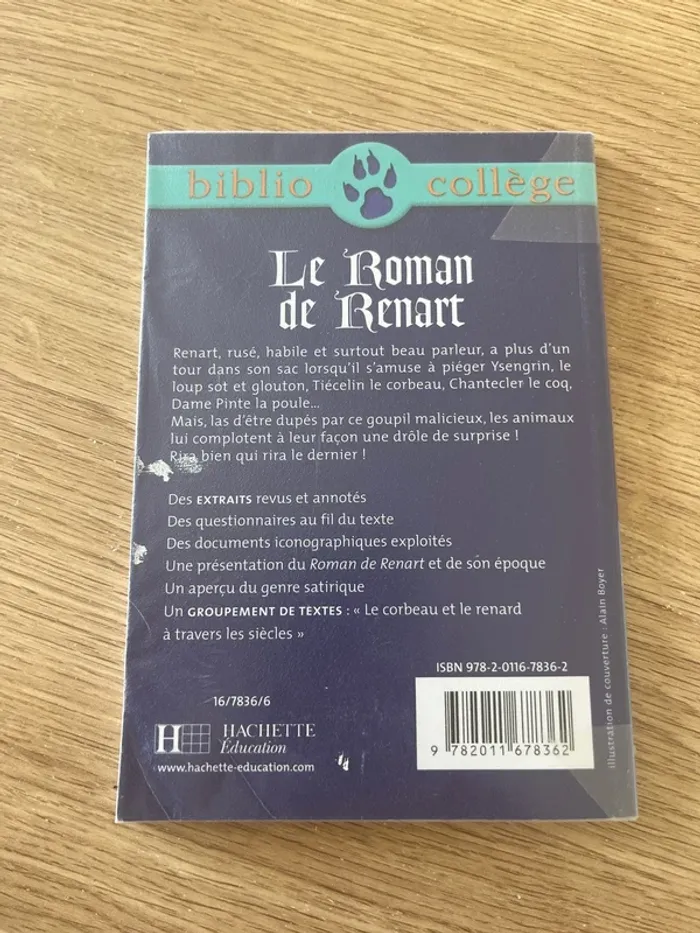 biblio collège
Le Roman
de Renart
Renart, rusé, habile et surtout beau parleur, a plus d'un
tour dans son sac lorsqu'il s'amuse à piéger Ysengrin, le
loup sot et glouton, Tiécelin le corbeau, Chantecler le coq,
Dame Pinte la poule...
Mais, las d'être dupés par ce goupil malicieux, les animaux
lui complotent à leur façon une drôle de surprise !
Rira bien qui rira le dernier !
Des EXTRAITS revus et annotés
Des questionnaires au fil du texte
Des documents iconographiques exploités
Une présentation du Roman de Renart et de son époque
Un aperçu du genre satirique
Un GROUPEMENT DE TEXTES : « Le corbeau et le renard
à travers les siècles »
ISBN 978-2-0116-7836-2
16/7836/6
H HACHETTE
Éducation
www.hachette-education.com
9 782011 678362
Illustration de couverture : Alain Boyer